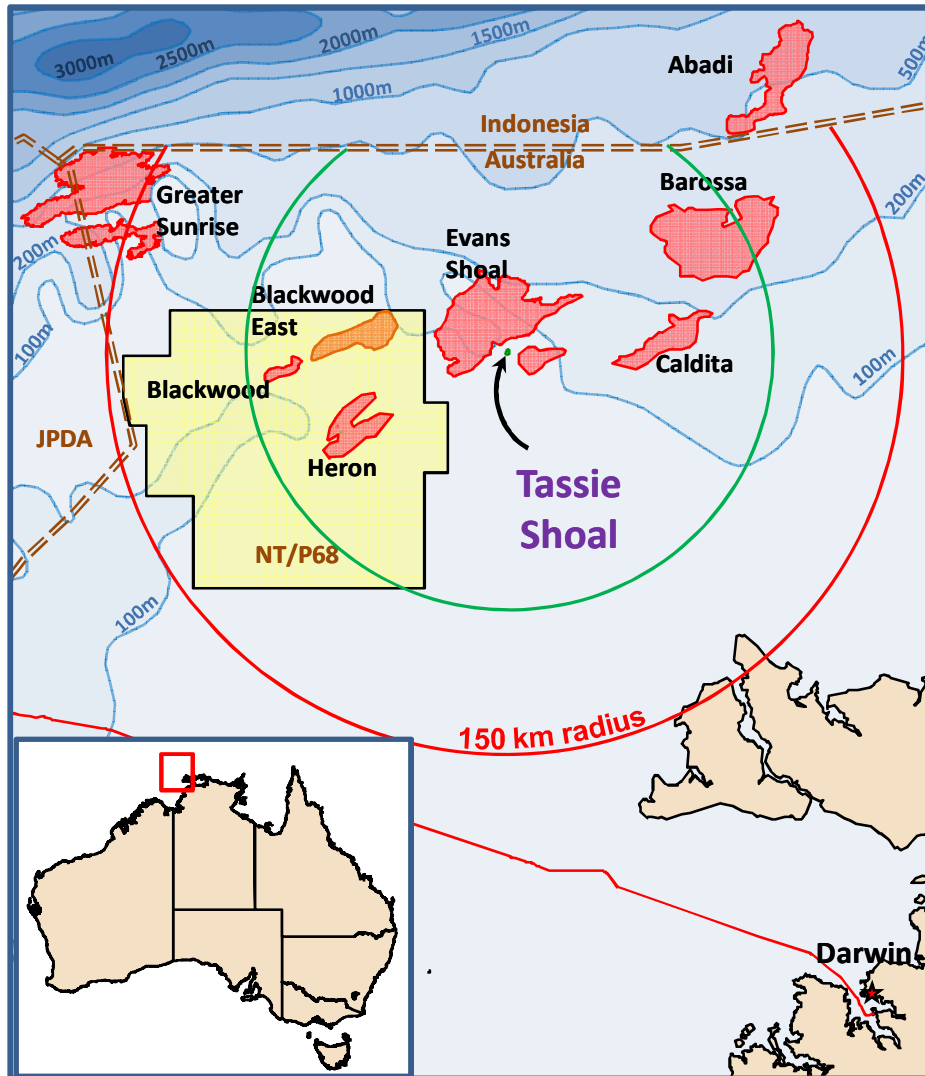 3000m
2500m
2000m
1500m
1000m
500m
Abadi
Indonesia
Australia
Greater
Sunrise
Barossa
200m
200m
Evans
Shoal
Blackwood
East
100m
Blackwood
Caldita
100m
JPDA
Heron
Tassie
Shoal
NT/P68
100m
150 km radius
Darwin